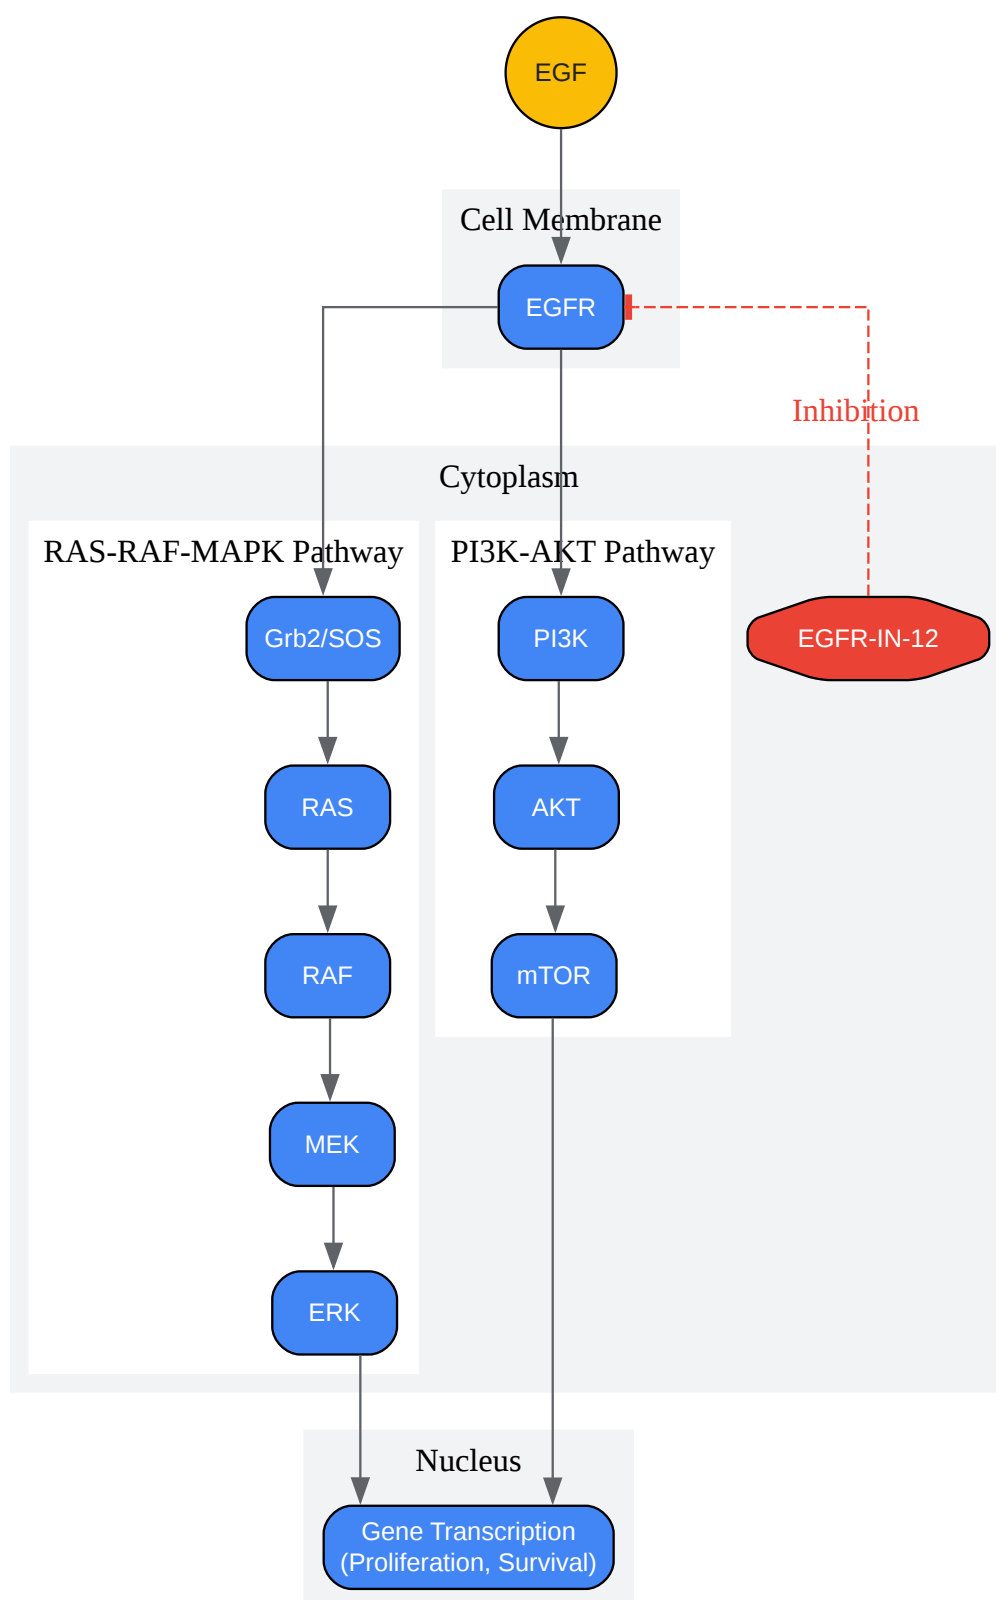 EGF
Cell Membrane
EGFR
Inhibition
Cytoplasm
RAS-RAF-MAPK Pathway
PI3K-AKT Pathway
Grb2/SOS
PI3K
EGFR-IN-12
RAS
AKT
RAF
mTOR
MEK
ERK
Nucleus
Gene Transcription
(Proliferation, Survival)